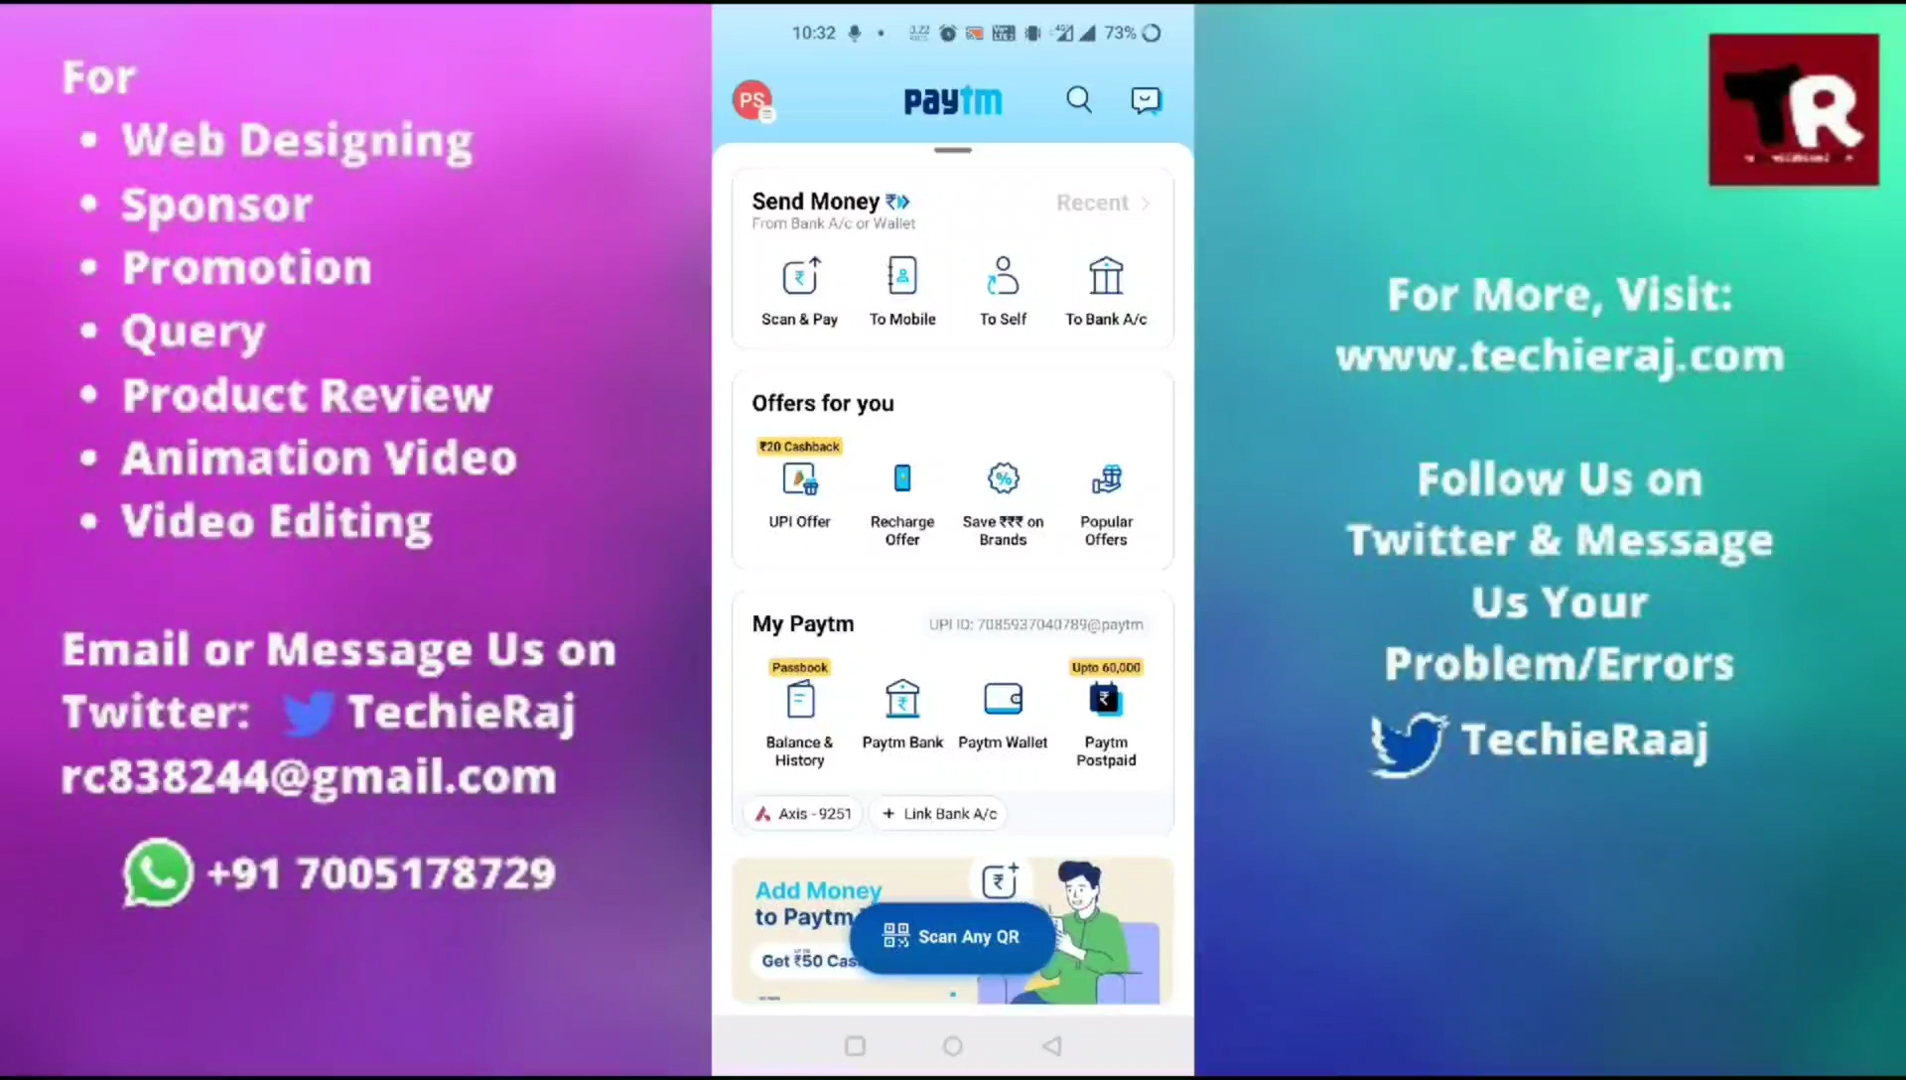 For
• Web Designing
• Sponsor
• Promotion
• Query
• Product Review
• Animation Video
• Video Editing
Email or Message Us on
Twitter: TechieRaj
rc838244@gmail.com
+91 7005178729
10:32
73%
PS
paytm
Send Money
From Bank A/c or Wallet
Recent >
Scan & Pay
To Mobile
To Self
To Bank A/c
Offers for you
₹20 Cashback
UPI Offer
Recharge Offer
Save ₹₹₹ on Brands
Popular Offers
My Paytm
UPI ID: 7085937040789@paytm
Passbook
Upto 60,000
Balance & History
Paytm Bank
Paytm Wallet
Paytm Postpaid
Axis - 9251
+ Link Bank A/c
Add Money
to Paytm
Get ₹50 Cas
Scan Any QR
TR
For More, Visit:
www.techieraj.com
Follow Us on
Twitter & Message
Us Your
Problem/Errors
TechieRaaj